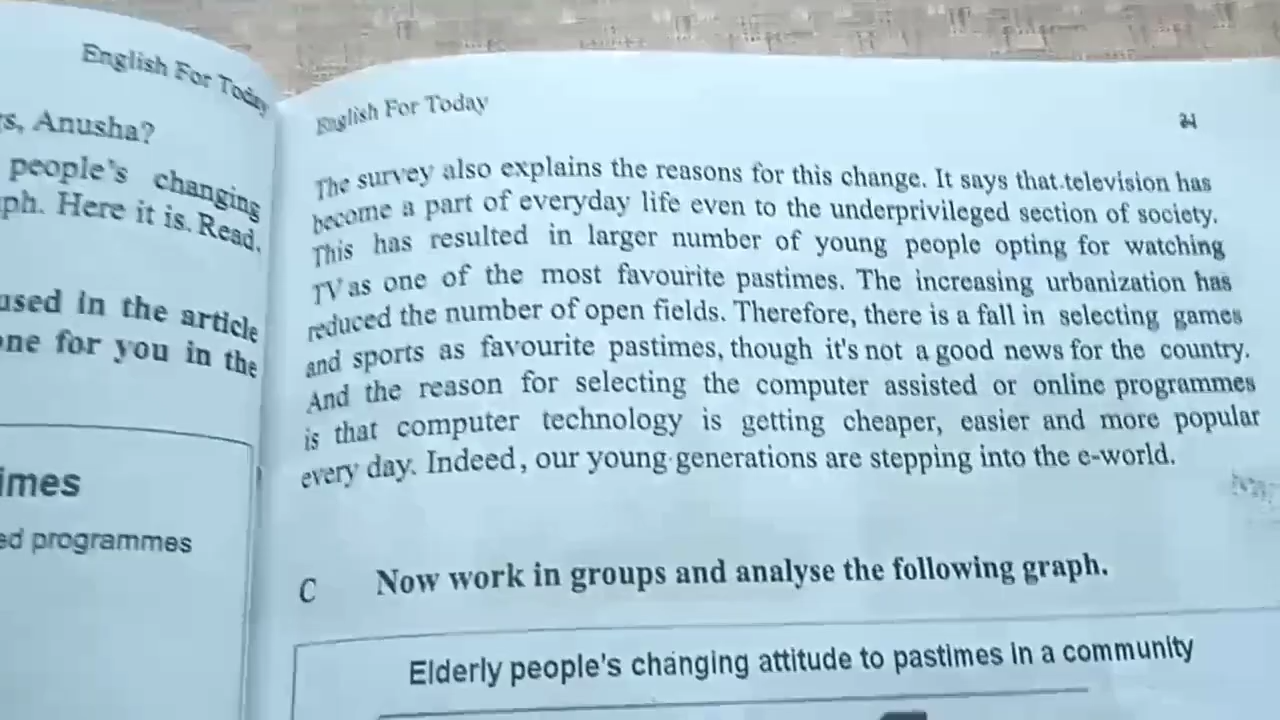 English For Today
s, Anusha?
people's changing
ph. Here it is. Read.
used in the article
one for you in the
imes
ed programmes
English For Today
The survey also explains the reasons for this change. It says that television has
become a part of everyday life even to the underprivileged section of society.
This has resulted in larger number of young people opting for watching
TV as one of the most favourite pastimes. The increasing urbanization has
reduced the number of open fields. Therefore, there is a fall in selecting games
and sports as favourite pastimes, though it's not a good news for the country.
And the reason for selecting the computer assisted or online programmes
is that computer technology is getting cheaper, easier and more popular
every day. Indeed, our young generations are stepping into the e-world.
C Now work in groups and analyse the following graph.
Elderly people's changing attitude to pastimes in a community